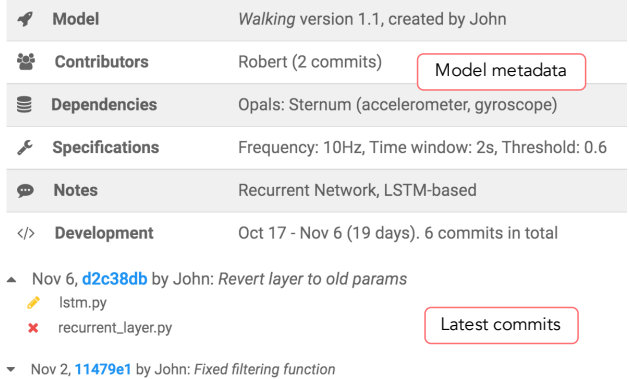 Model Walking version 1.1, created by John
Contributors Robert (2 commits)
Model metadata
Dependencies Opals: Sternum (accelerometer, gyroscope)
Specifications Frequency: 10Hz, Time window: 2s, Threshold: 0.6
Notes Recurrent Network, LSTM-based
</> Development Oct 17 - Nov 6 (19 days). 6 commits in total
Nov 6, d2c38db by John: Revert layer to old params
lstm.py
recurrent_layer.py
Latest commits
Nov 2, 11479e1 by John: Fixed filtering function